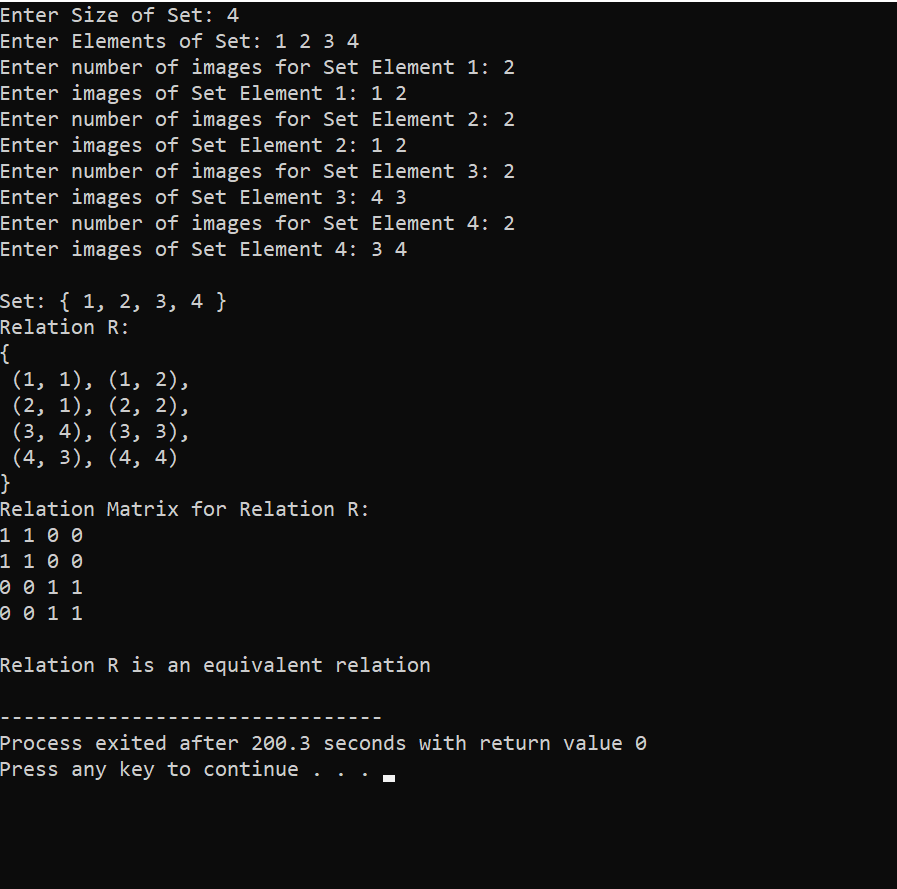 Enter Size of Set: 4
Enter Elements of Set: 1 2 3 4
Enter number of images for Set Element 1: 2
Enter images of Set Element 1: 1 2
Enter number of images for Set Element 2: 2
Enter images of Set Element 2: 1 2
Enter number of images for Set Element 3: 2
Enter images of Set Element 3: 4 3
Enter number of images for Set Element 4: 2
Enter images of Set Element 4: 3 4
Set: { 1, 2, 3, 4 }
Relation R:
{
(1, 1), (1, 2),
(2, 1), (2, 2),
(3, 4), (3, 3),
(4, 3), (4, 4)
}
Relation Matrix for Relation R:
1 1 0 0
1 1 0 0
0 0 1 1
0 0 1 1
Relation R is an equivalent relation
--------------------------------
Process exited after 200.3 seconds with return value 0
Press any key to continue . . .